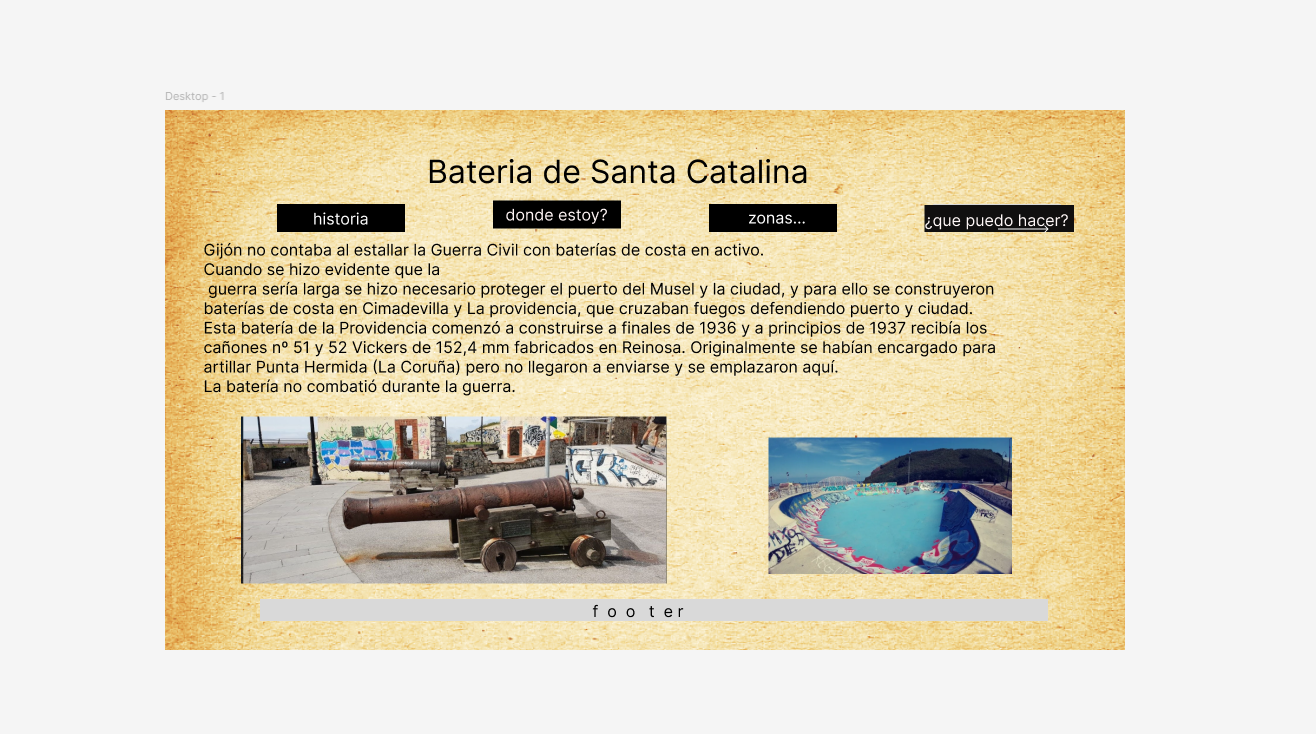 Desktop - 1
Bateria de Santa Catalina
historia
donde estoy?
zonas...
¿que puedo hacer?
Gijón no contaba al estallar la Guerra Civil con baterías de costa en activo.
Cuando se hizo evidente que la
guerra sería larga se hizo necesario proteger el puerto del Musel y la ciudad, y para ello se construyeron
baterías de costa en Cimadevilla y La providencia, que cruzaban fuegos defendiendo puerto y ciudad.
Esta batería de la Providencia comenzó a construirse a finales de 1936 y a principios de 1937 recibía los
cañones nº 51 y 52 Vickers de 152,4 mm fabricados en Reinosa. Originalmente se habían encargado para
artillar Punta Hermida (La Coruña) pero no llegaron a enviarse y se emplazaron aquí.
La batería no combatió durante la guerra.
f o o t e r